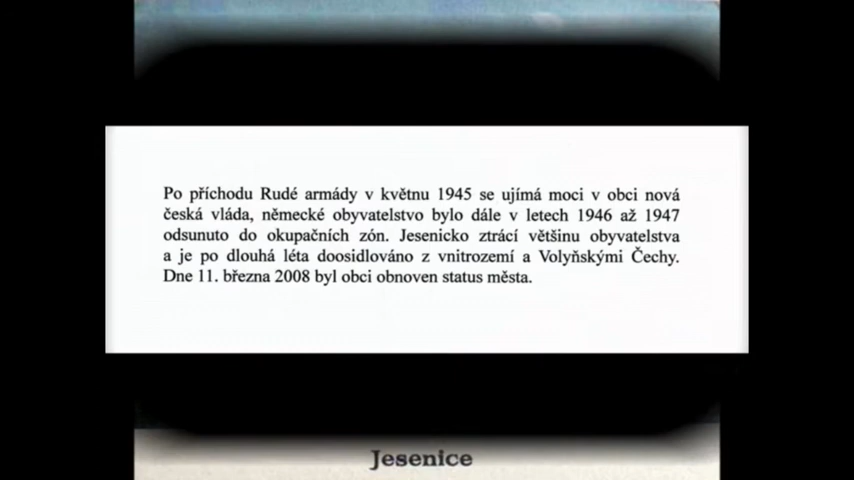 Po příchodu Rudé armády v květnu 1945 se ujímá moci v obci nová
česká vláda, německé obyvatelstvo bylo dále v letech 1946 až 1947
odsunuto do okupačních zón. Jesenicko ztrácí většinu obyvatelstva
a je po dlouhá léta doosidlováno z vnitrozemí a Volyňskými Čechy.
Dne 11. března 2008 byl obci obnoven status města.
Jesenice